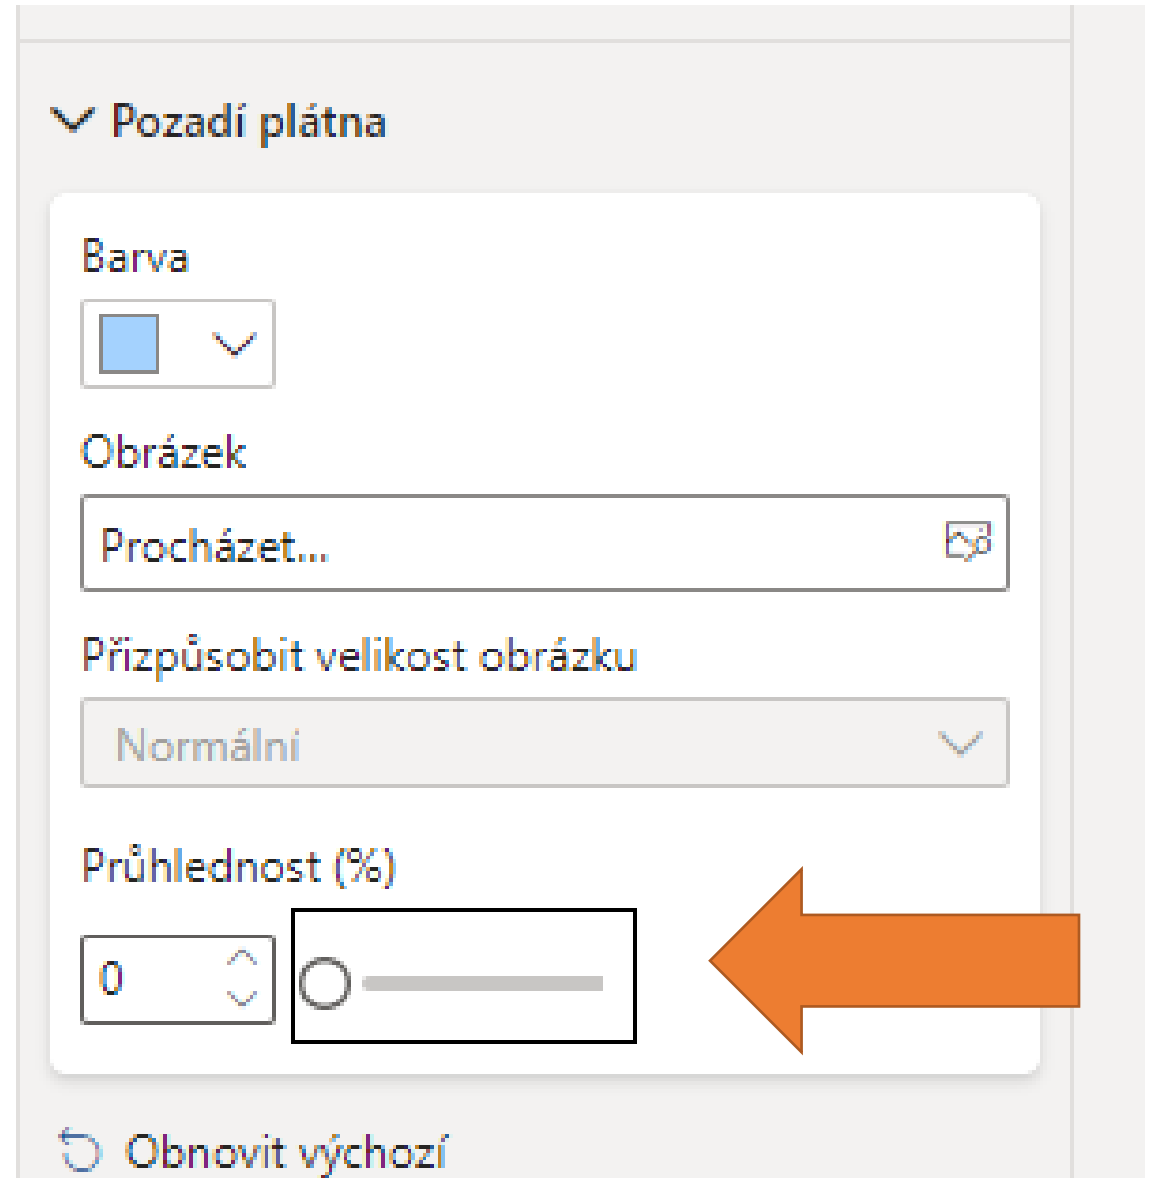 Pozadí plátna
Barva
Obrázek
Procházet...
Přizpůsobit velikost obrázku
Normální
Průhlednost (%)
0
Obnovit výchozí